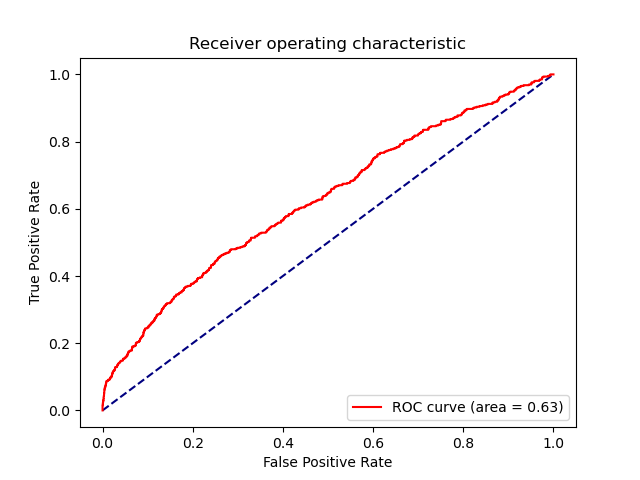 Receiver operating characteristic
True Positive Rate
1.0
0.8
0.6
0.4
0.2
0.0
0.0 0.2 0.4 0.6 0.8 1.0
False Positive Rate
ROC curve (area = 0.63)